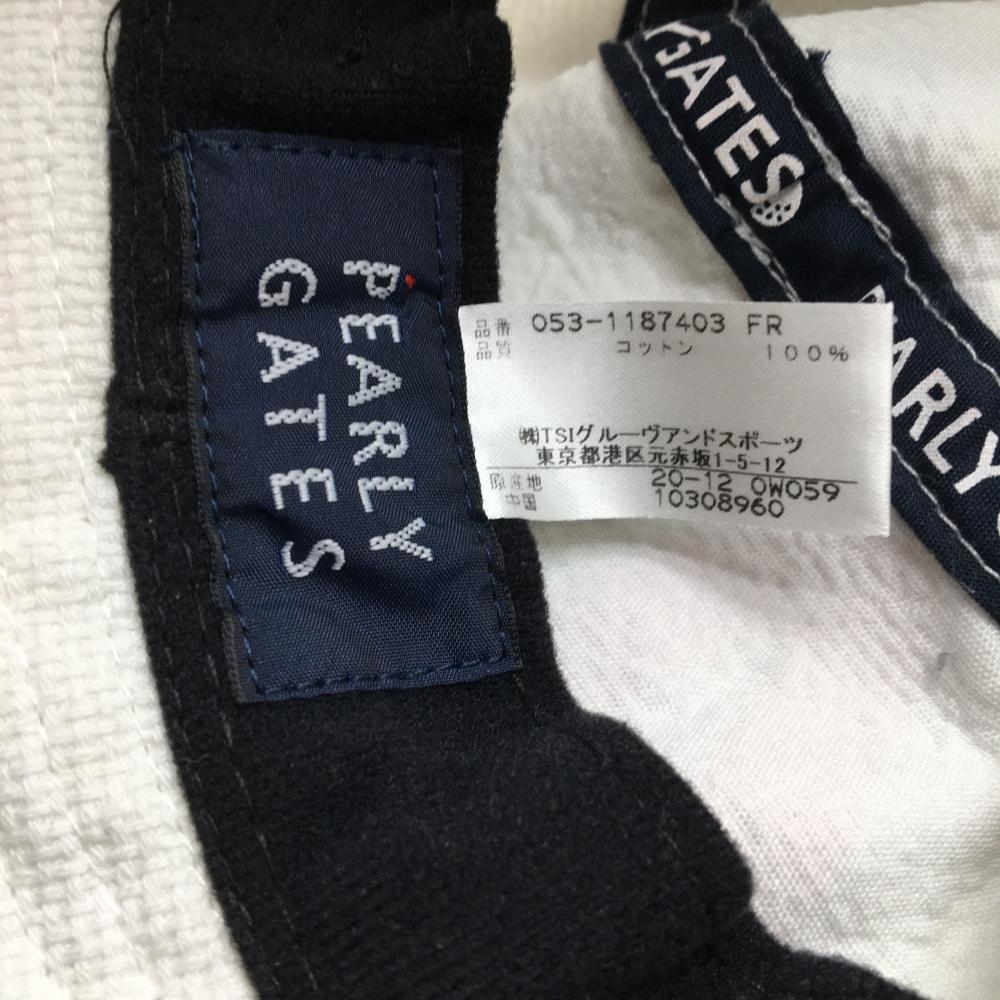 PEARLY
GATES
品番 053-1187403 FR
品質 コットン 100%
㈱TSIグルーヴアンドスポーツ
東京都港区元赤坂1-5-12
原産地 20-12 0W059
中国 10308960
YGATES
ARLY